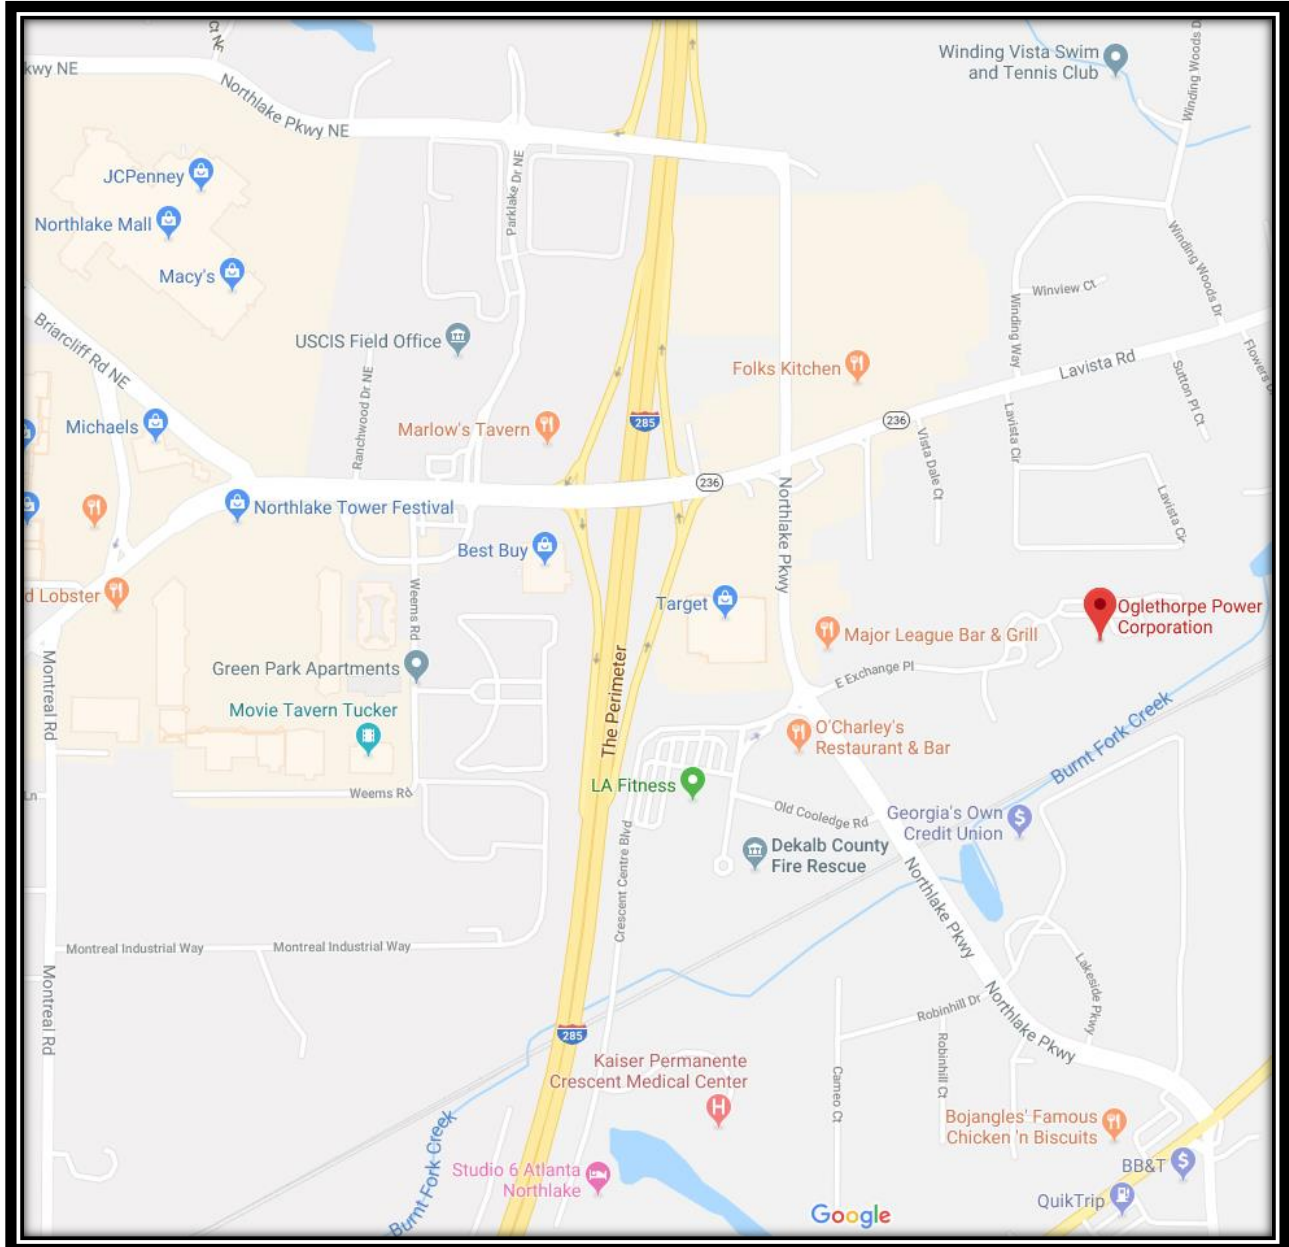 Ct NE
kwy NE
Northlake Pkwy NE
Winding Vista Swim
and Tennis Club
Winding Woods D
JCPenney
Northlake Mall
Macy's
Parklake Dr NE
Winding Woods Dr
Winview Ct
Briarcliff Rd NE
USCIS Field Office
Winding Way
Folks Kitchen
Lavista Rd
Flowers D
Sutton Pl Ct
Ranchwood Dr NE
Michaels
Marlow's Tavern
285
236
Lavista Cir
Vista Dale Ct
236
Northlake Tower Festival
Northlake Pkwy
Lavista Cir
Best Buy
Weems Rd
d Lobster
Target
Oglethorpe Power
Corporation
Major League Bar & Grill
Green Park Apartments
E Exchange Pl
Montreal Rd
The Perimeter
Movie Tavern Tucker
O'Charley's
Restaurant & Bar
Burnt Fork Creek
LA Fitness
Ln
Weems Rd
Old Cooledge Rd
Georgia's Own
Credit Union
Dekalb County
Fire Rescue
Crescent Centre Blvd
Northlake Pkwy
Montreal Industrial Way
Montreal Industrial Way
Lakeside Pkwy
Montreal Rd
Robinhill Dr
Northlake Pkwy
285
Kaiser Permanente
Crescent Medical Center
Robinhill Ct
Cameo Ct
H
Bojangles' Famous
Chicken 'n Biscuits
Burnt Fork Creek
Studio 6 Atlanta
Northlake
BB&T
QuikTrip
Google